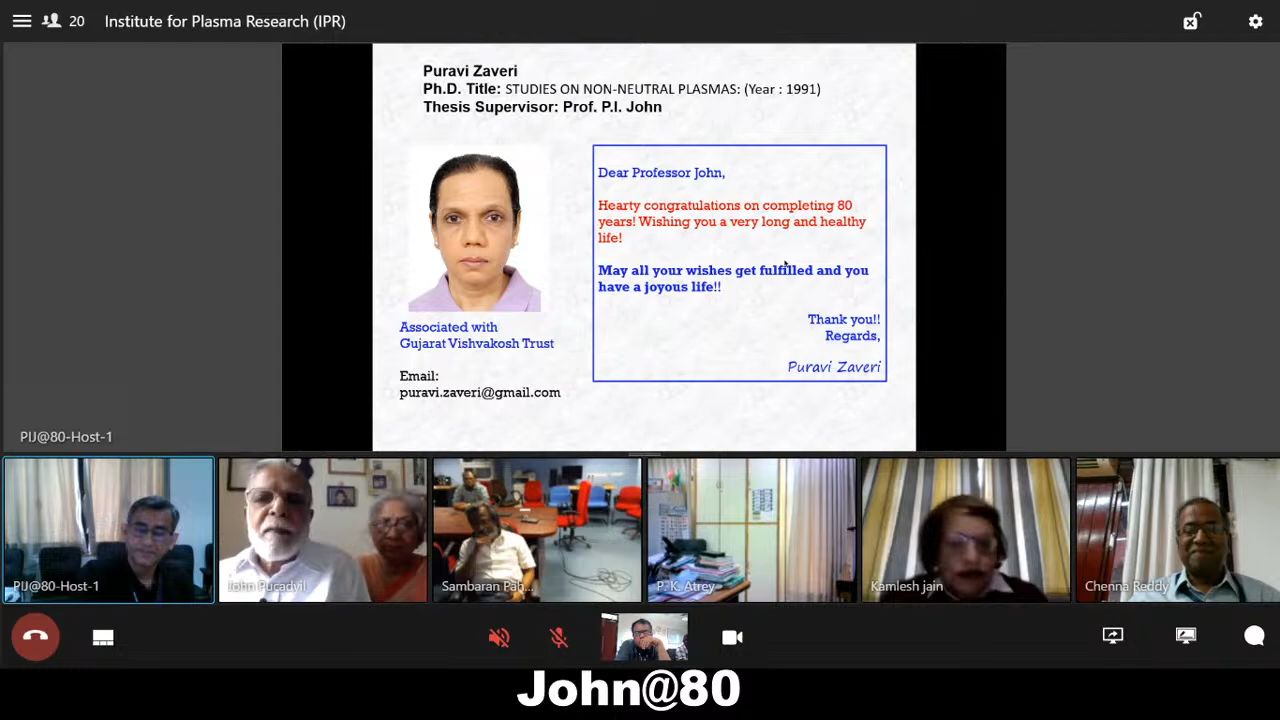 20 Institute for Plasma Research (IPR)
Puravi Zaveri
Ph.D. Title: STUDIES ON NON-NEUTRAL PLASMAS: (Year : 1991)
Thesis Supervisor: Prof. P.I. John
Dear Professor John,
Hearty congratulations on completing 80
years! Wishing you a very long and healthy
life!
May all your wishes get fulfilled and you
have a joyous life!!
Thank you!!
Regards,
Puravi Zaveri
Associated with
Gujarat Vishvakosh Trust
Email:
puravi.zaveri@gmail.com
PIJ@80-Host-1
PIJ@80-Host-1
John Pucadyil
Sambaran Pah...
P. K. Atrey
Kamlesh jain
Chenna Reddy
John@80